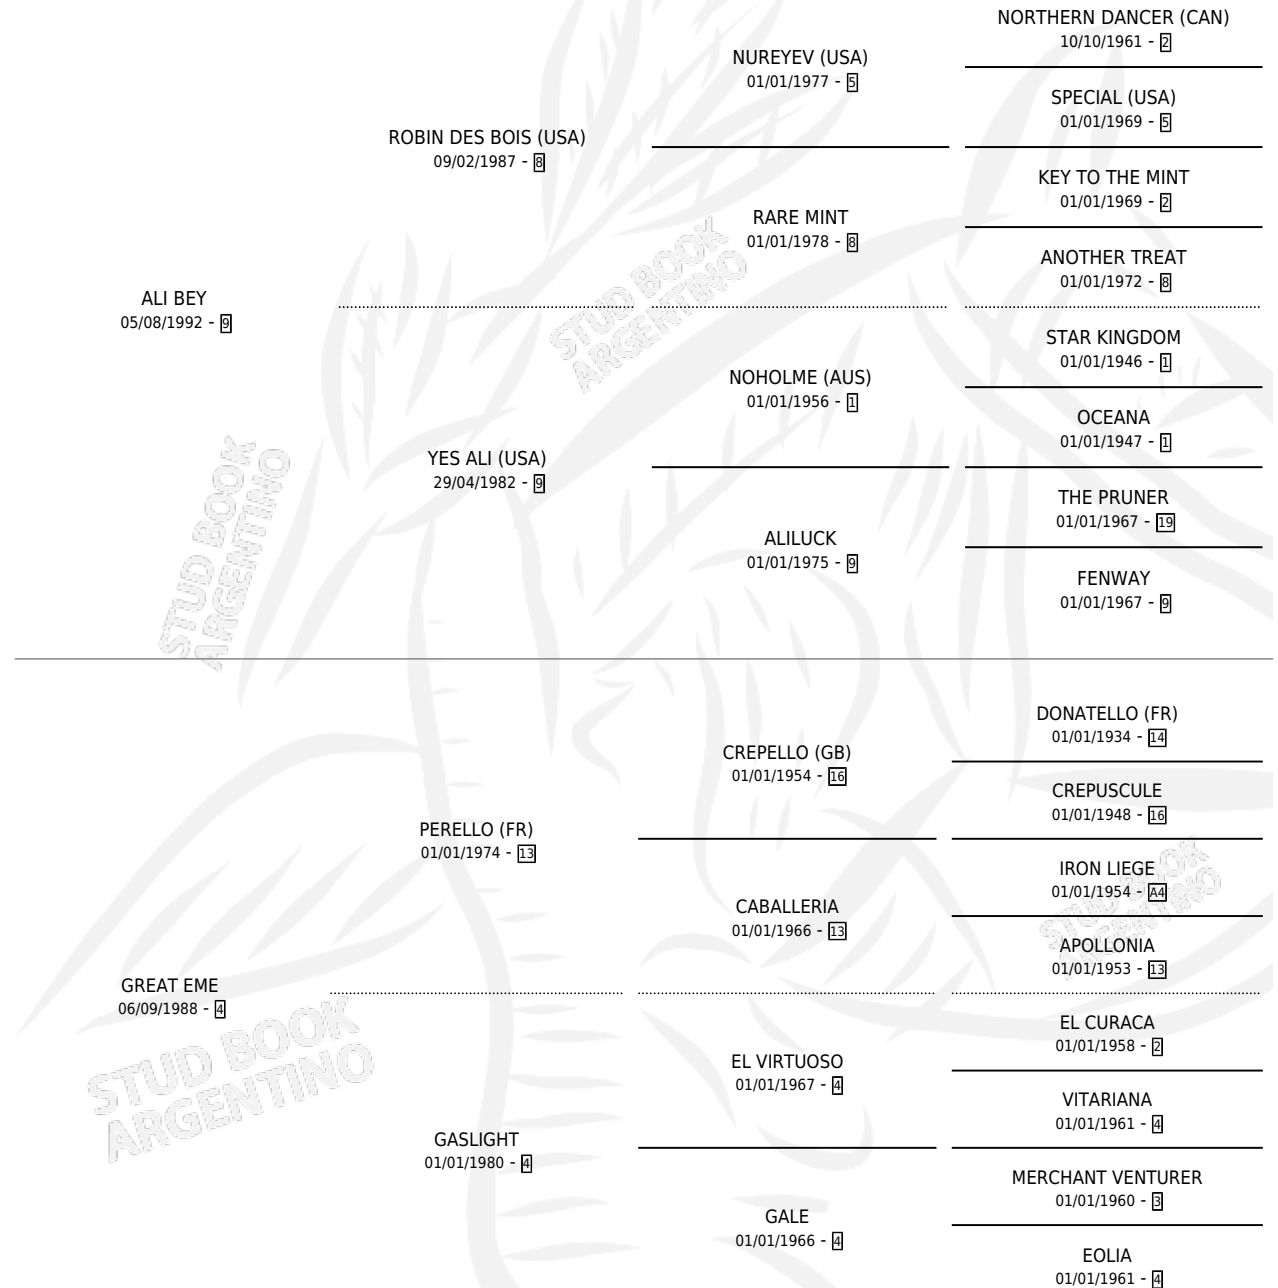 NORTHERN DANCER (CAN)
10/10/1961 - 2
NUREYEV (USA)
01/01/1977 - 5
SPECIAL (USA)
01/01/1969 - 5
ROBIN DES BOIS (USA)
09/02/1987 - 8
KEY TO THE MINT
01/01/1969 - 2
RARE MINT
01/01/1978 - 8
ANOTHER TREAT
01/01/1972 - 8
ALI BEY
05/08/1992 - 9
STAR KINGDOM
01/01/1946 - 1
NOHOLME (AUS)
01/01/1956 - 1
OCEANA
01/01/1947 - 1
YES ALI (USA)
29/04/1982 - 9
THE PRUNER
01/01/1967 - 19
ALILUCK
01/01/1975 - 9
FENWAY
01/01/1967 - 9
DONATELLO (FR)
01/01/1934 - 14
CREPELLO (GB)
01/01/1954 - 16
CREPUSCULE
01/01/1948 - 16
PERELLO (FR)
01/01/1974 - 13
IRON LIEGE
01/01/1954 - A4
CABALLERIA
01/01/1966 - 13
APOLLONIA
01/01/1953 - 13
GREAT EME
06/09/1988 - 4
EL CURACA
01/01/1958 - 2
EL VIRTUOSO
01/01/1967 - 4
VITARIANA
01/01/1961 - 4
GASLIGHT
01/01/1980 - 4
MERCHANT VENTURER
01/01/1960 - 3
GALE
01/01/1966 - 4
EOLIA
01/01/1961 - 4
STUD BOOK
ARGENTINO
STUD BOOK
ARGENTINO
STUD BOOK
ARGENTINO
STUD BOOK
ARGENTINO